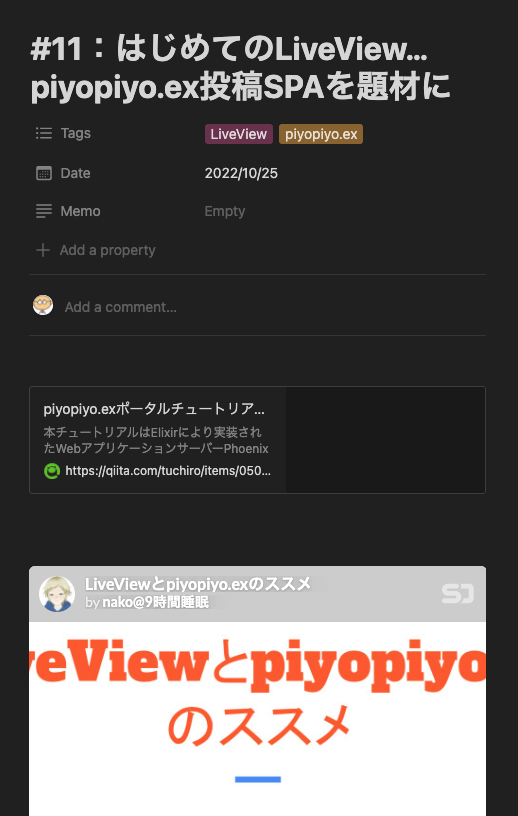 #11：はじめてのLiveView…
piyopiyo.ex投稿SPAを題材に
Tags LiveView piyopiyo.ex
Date 2022/10/25
Memo Empty
Add a property
Add a comment...
piyopiyo.exポータルチュートリア...
本チュートリアルはElixirにより実装され
たWebアプリケーションサーバーPhoenix
https://qiita.com/tuchiro/items/050...
LiveViewとpiyopiyo.exのススメ
by nako@9時間睡眠
veViewとpiyopiyo
のススメ